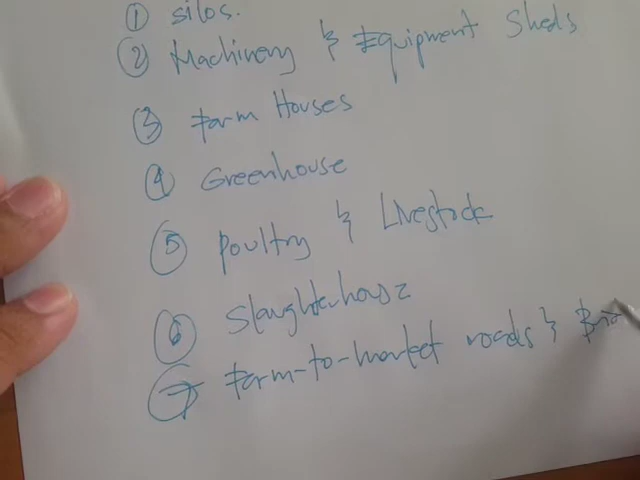 ① silos.
② Machinery & Equipment Sheds
③ Farm Houses
④ Greenhouse
⑤ Poultry & Livestock
⑥ Slaughterhouse
⑦ Farm-to-market roads &